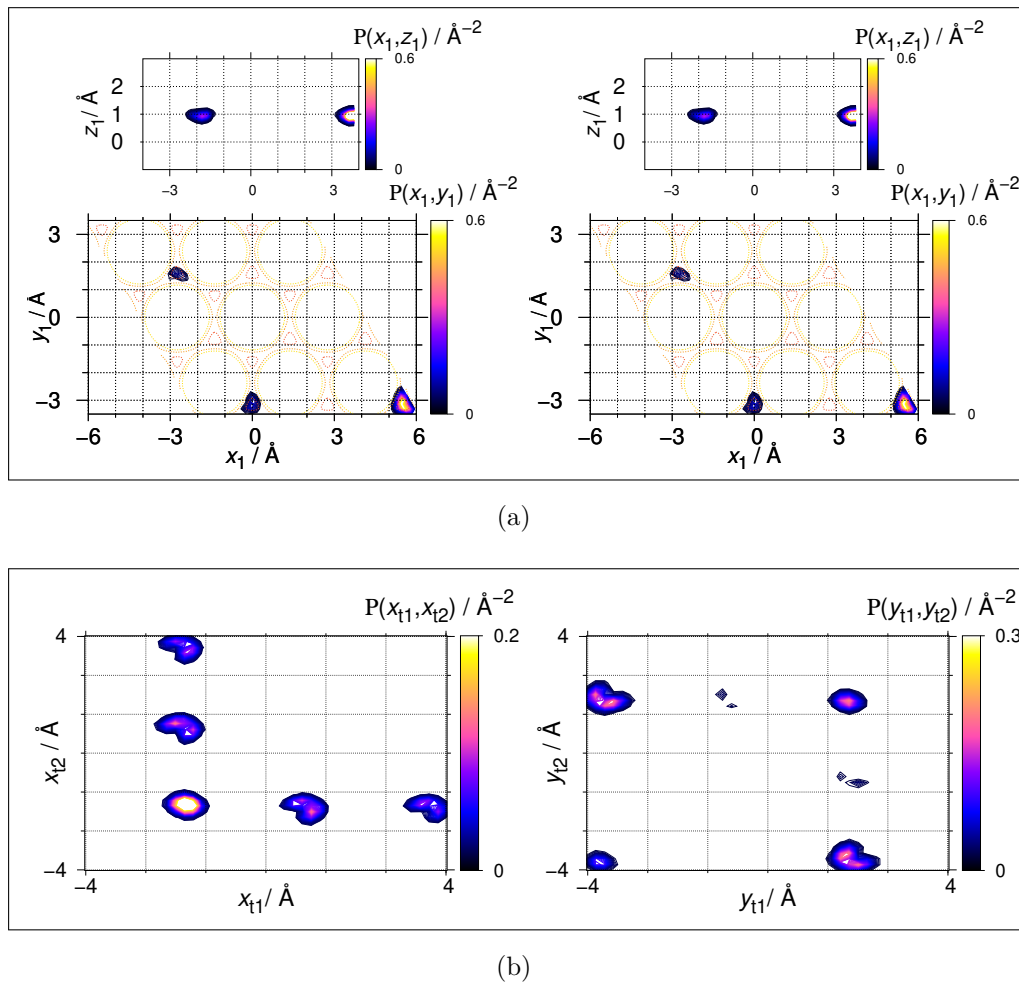 P(x₁,z₁) / Å⁻² P(x₁,z₁) / Å⁻²
0.6 0.6
2 2
1 1
0 0
z₁/ Å z₁/ Å
0 0
−3 0 3 −3 0 3
P(x₁,y₁) / Å⁻² P(x₁,y₁) / Å⁻²
0.6 0.6
3 3
0 0
−3 −3
y₁/ Å y₁/ Å
0 0
−6 −3 0 3 6 −6 −3 0 3 6
x₁ / Å x₁ / Å
(a)
P(xt1,xt2) / Å⁻² P(yt1,yt2) / Å⁻²
4 0.2 4 0.3
xt2/ Å yt2/ Å
−4 0 −4 0
−4 4 −4 4
xt1/ Å yt1/ Å
(b)